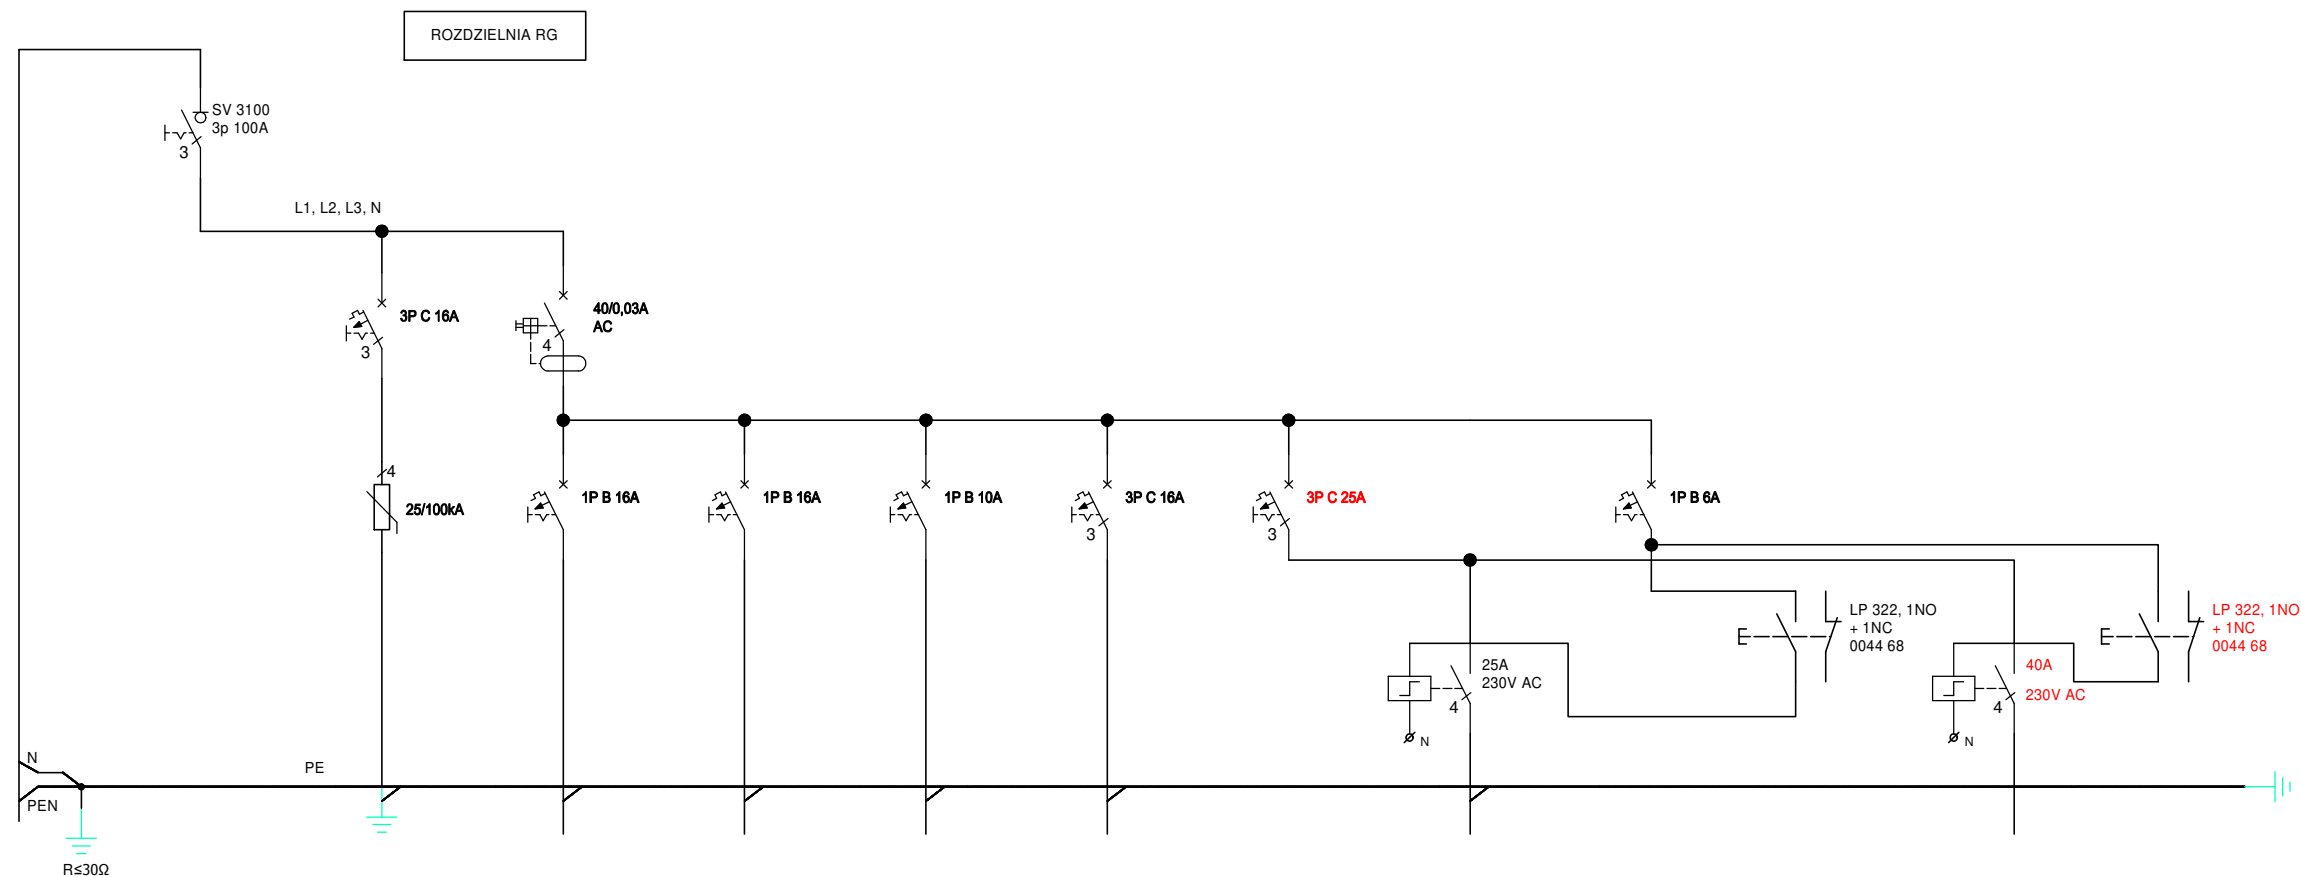 ROZDZIELNIA RG
SV 3100
3p 100A
3
L1, L2, L3, N
3P C 16A
3
40/0,03A
AC
4
4
25/100kA
1P B 16A
1P B 16A
1P B 10A
3P C 16A
3
3P C 25A
3
1P B 6A
LP 322, 1NO
+ 1NC
0044 68
LP 322, 1NO
+ 1NC
0044 68
25A
230V AC
4
N
40A
230V AC
4
N
N
PE
PEN
R≤30Ω